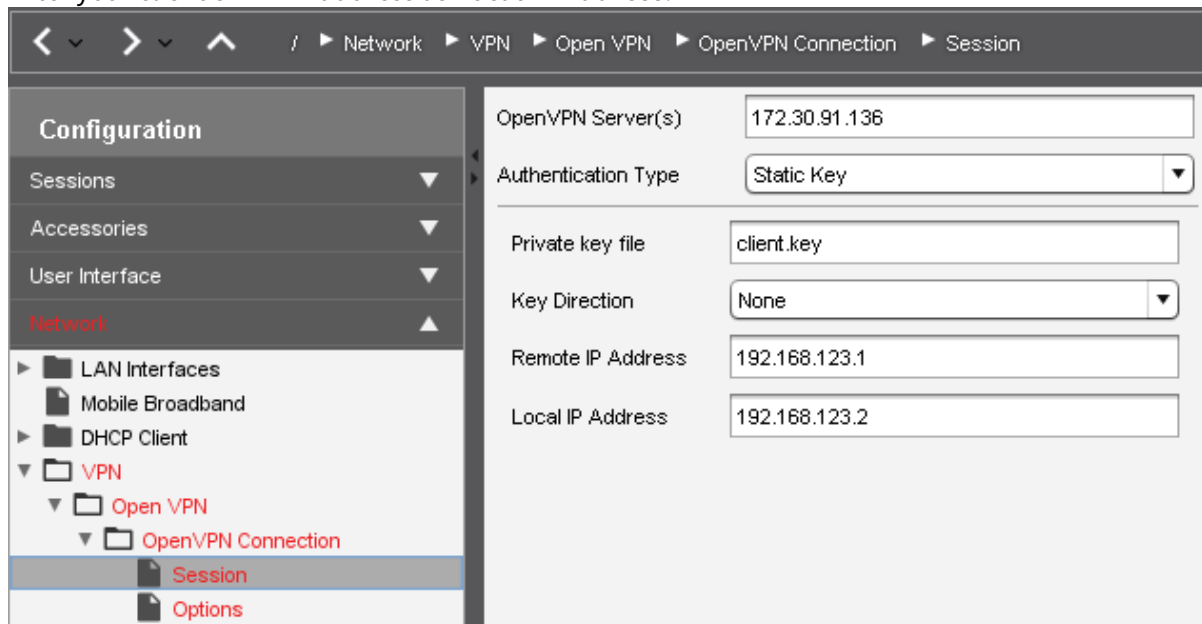 / Network VPN Open VPN OpenVPN Connection Session
Configuration
Sessions
Accessories
User Interface
Network
LAN Interfaces
Mobile Broadband
DHCP Client
VPN
Open VPN
OpenVPN Connection
Session
Options
OpenVPN Server(s) 172.30.91.136
Authentication Type Static Key
Private key file client.key
Key Direction None
Remote IP Address 192.168.123.1
Local IP Address 192.168.123.2